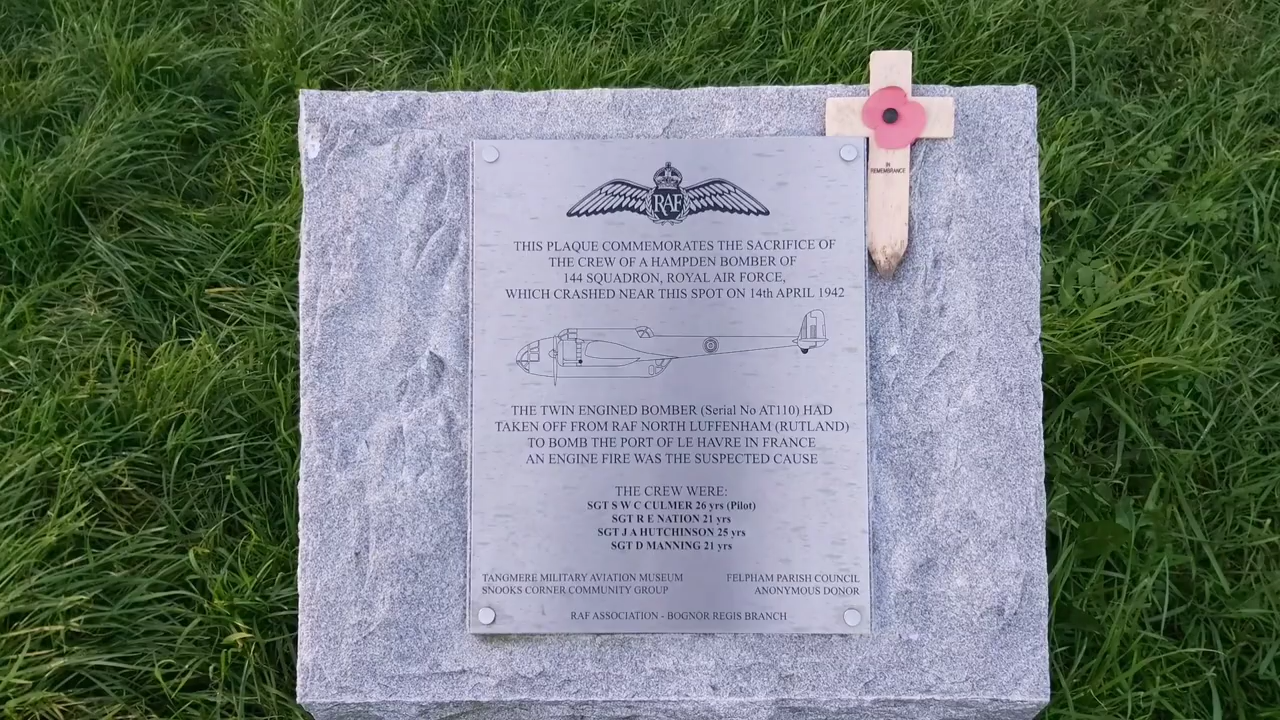 IN
REMEMBRANCE
RAF
THIS PLAQUE COMMEMORATES THE SACRIFICE OF
THE CREW OF A HAMPDEN BOMBER OF
144 SQUADRON, ROYAL AIR FORCE,
WHICH CRASHED NEAR THIS SPOT ON 14th APRIL 1942
THE TWIN ENGINED BOMBER (Serial No AT110) HAD
TAKEN OFF FROM RAF NORTH LUFFENHAM (RUTLAND)
TO BOMB THE PORT OF LE HAVRE IN FRANCE
AN ENGINE FIRE WAS THE SUSPECTED CAUSE
THE CREW WERE:
SGT S W C CULMER 26 yrs (Pilot)
SGT R E NATION 21 yrs
SGT J A HUTCHINSON 25 yrs
SGT D MANNING 21 yrs
TANGMERE MILITARY AVIATION MUSEUM
SNOOKS CORNER COMMUNITY GROUP
FELPHAM PARISH COUNCIL
ANONYMOUS DONOR
RAF ASSOCIATION - BOGNOR REGIS BRANCH